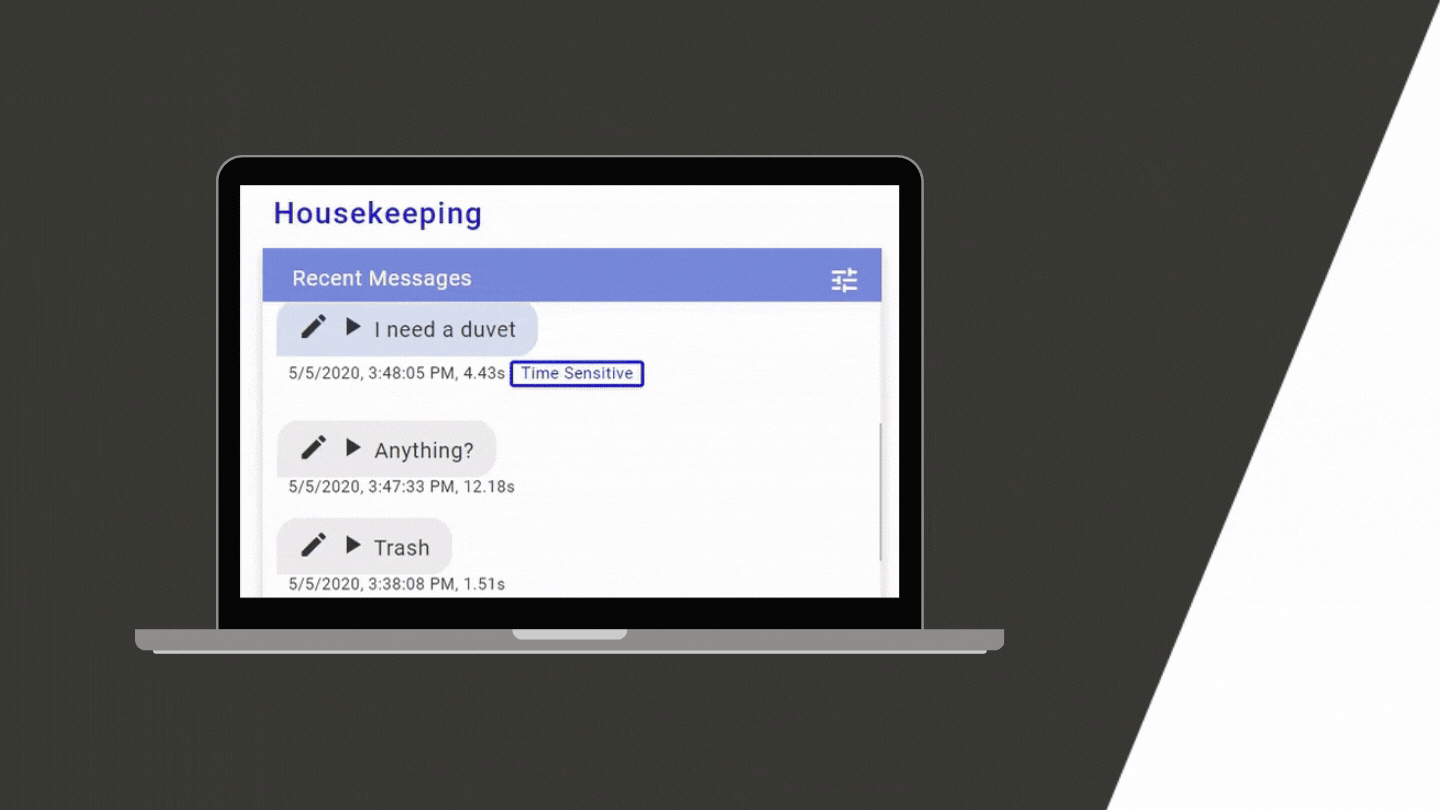 Housekeeping
Recent Messages
I need a duvet
5/5/2020, 3:48:05 PM, 4.43s Time Sensitive
Anything?
5/5/2020, 3:47:33 PM, 12.18s
Trash
5/5/2020, 3:38:08 PM, 1.51s